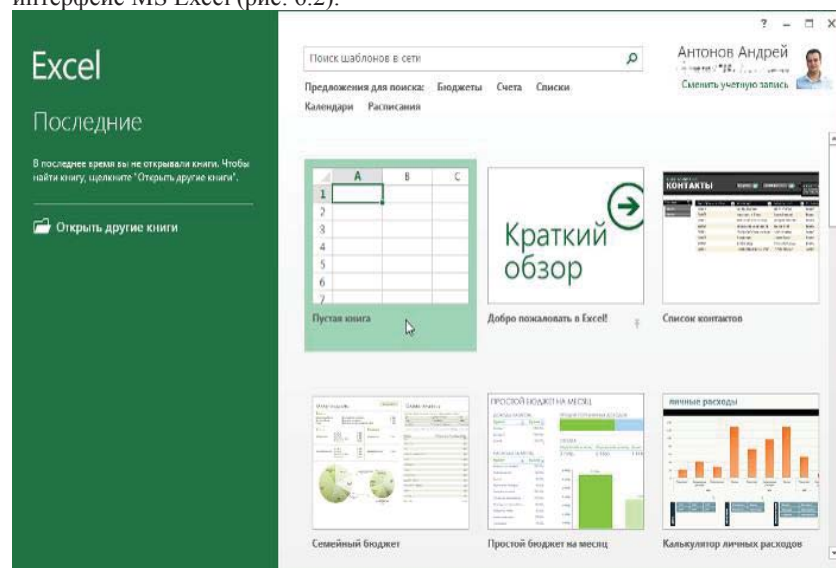 интерфейсе MS Excel (рис. 6.2).
Excel
Последние
В последнее время вы не открывали книги. Чтобы
найти книгу, щелкните "Открыть другие книги".
Открыть другие книги
?
Поиск шаблонов в сети
Антонов Андрей
Сменить учетную запись
Предложения для поиска: Бюджеты Счета Списки
Календари Расписания
A B C
1
2
3
4
5
6
7
Пустая книга
Краткий
обзор
Добро пожаловать в Excel!
КОНТАКТЫ
Список контактов
Семейный бюджет
ПРОСТОЙ БЮДЖЕТ НА МЕСЯЦ
Простой бюджет на месяц
личные расходы
Калькулятор личных расходов